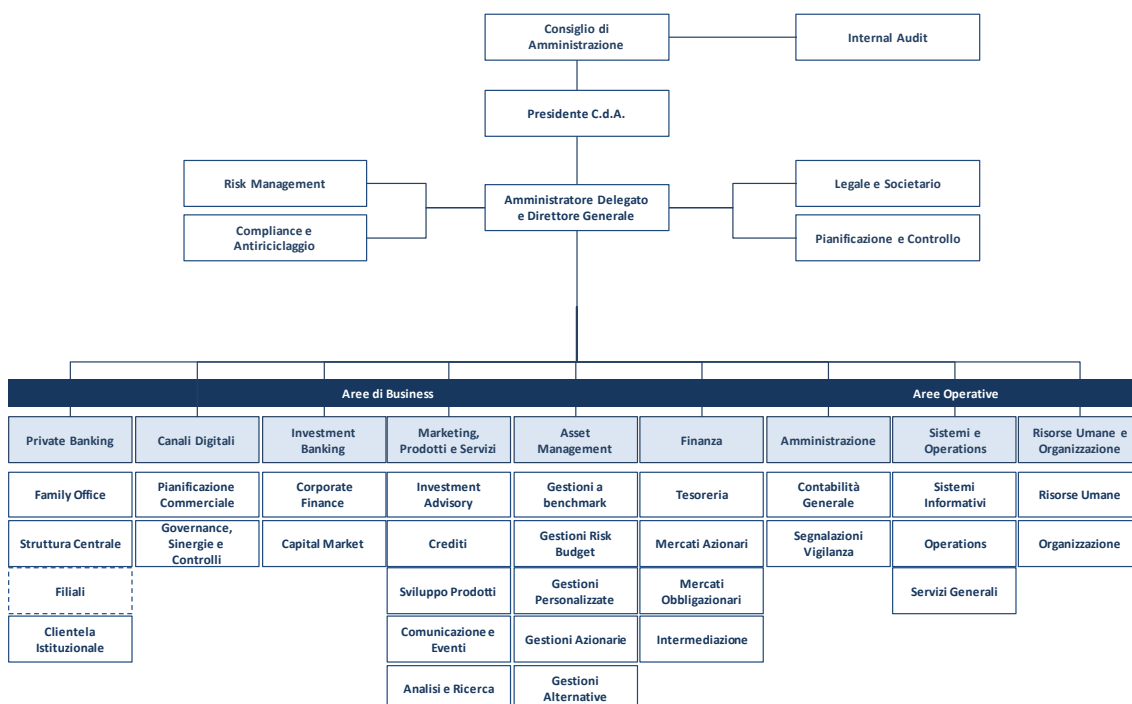 Consiglio di
Amministrazione
Internal Audit
Presidente C.d.A.
Risk Management
Legale e Societario
Amministratore Delegato
e Direttore Generale
Compliance e
Antiriciclaggio
Pianificazione e Controllo
Aree di Business
Aree Operative
Private Banking
Canali Digitali
Investment
Banking
Marketing,
Prodotti e Servizi
Asset
Management
Finanza
Amministrazione
Sistemi e
Operations
Risorse Umane e
Organizzazione
Family Office
Pianificazione
Commerciale
Corporate
Finance
Investment
Advisory
Gestioni a
benchmark
Tesoreria
Contabilità
Generale
Sistemi
Informativi
Risorse Umane
Struttura Centrale
Governance,
Sinergie e
Controlli
Capital Market
Crediti
Gestioni Risk
Budget
Mercati Azionari
Segnalazioni
Vigilanza
Operations
Organizzazione
Filiali
Sviluppo Prodotti
Gestioni
Personalizzate
Mercati
Obbligazionari
Servizi Generali
Clientela
Istituzionale
Comunicazione e
Eventi
Gestioni Azionarie
Intermediazione
Analisi e Ricerca
Gestioni
Alternative